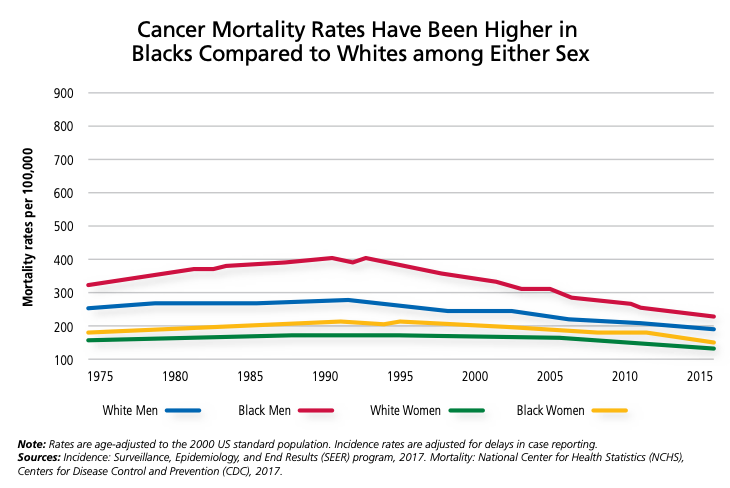 Cancer Mortality Rates Have Been Higher in
Blacks Compared to Whites among Either Sex
Mortality rates per 100,000
900
800
700
600
500
400
300
200
100
1975 1980 1985 1990 1995 2000 2005 2010 2015
White Men Black Men White Women Black Women
Note: Rates are age-adjusted to the 2000 US standard population. Incidence rates are adjusted for delays in case reporting.
Sources: Incidence: Surveillance, Epidemiology, and End Results (SEER) program, 2017. Mortality: National Center for Health Statistics (NCHS),
Centers for Disease Control and Prevention (CDC), 2017.